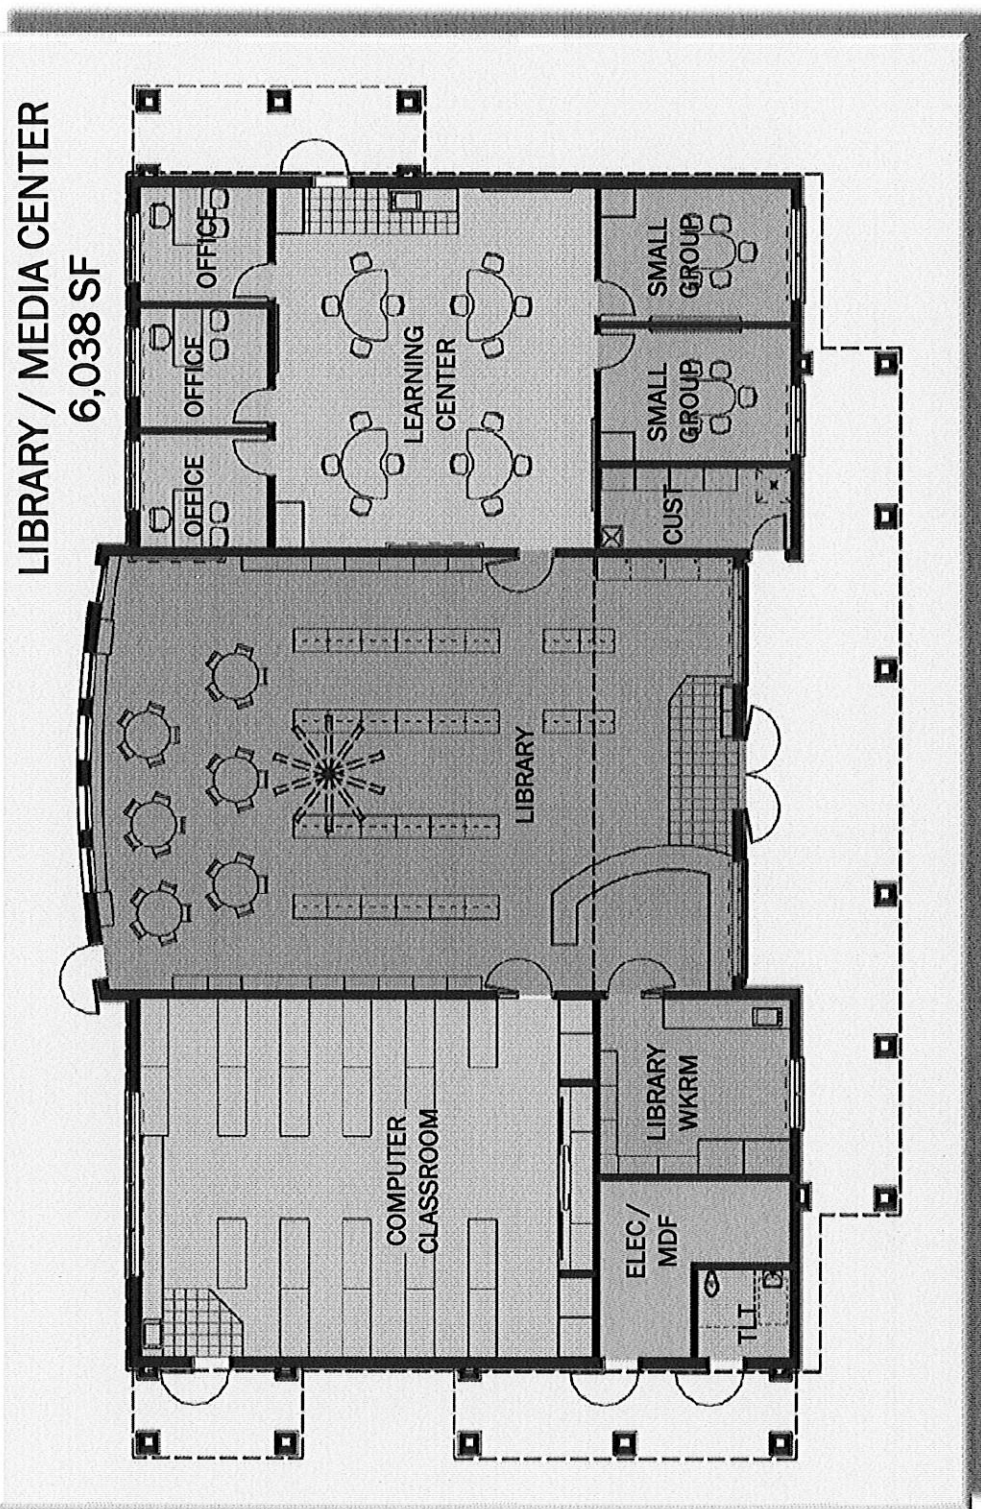 LIBRARY / MEDIA CENTER
6,038 SF
OFFICE
OFFICE
OFFICE
LEARNING
CENTER
SMALL
GROUP
SMALL
GROUP
CUST
LIBRARY
COMPUTER
CLASSROOM
LIBRARY
WKRM
ELEC/
MDF
TLT